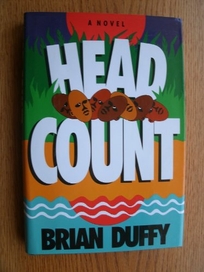 A NOVEL
HEAD
COUNT
BRIAN DUFFY